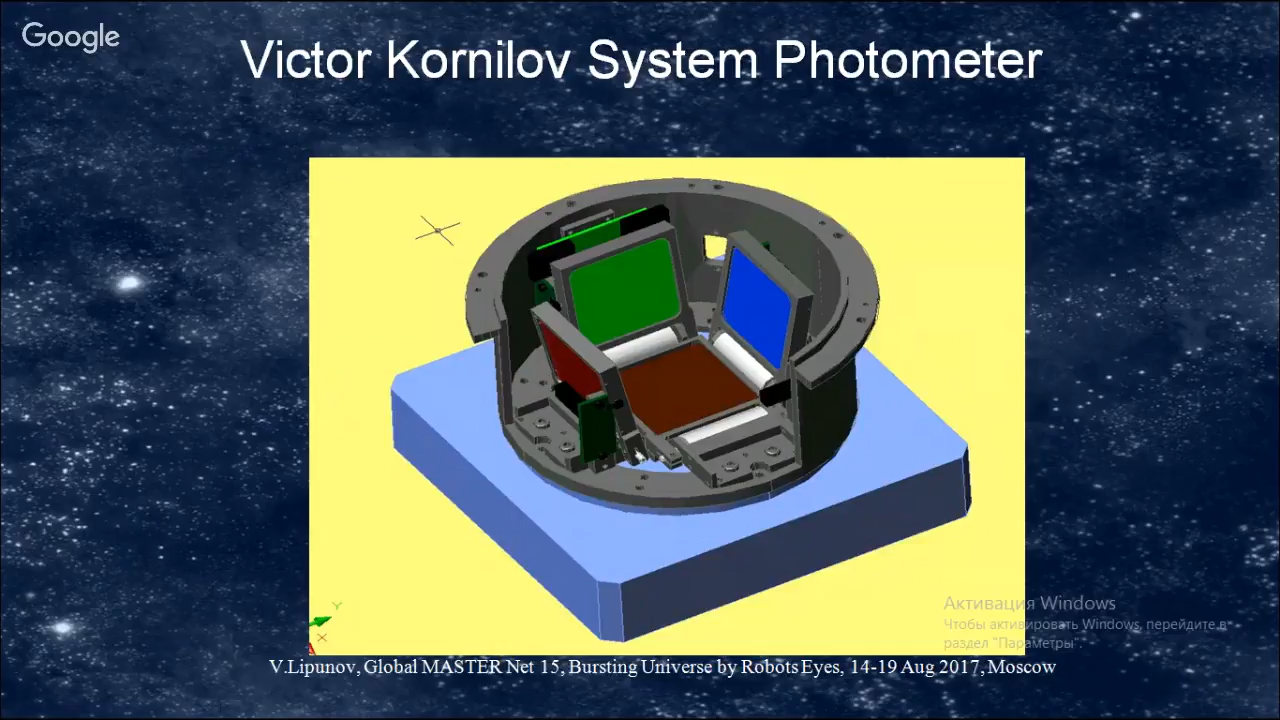 Google
Victor Kornilov System Photometer
Y
X
Активация Windows
Чтобы активировать Windows, перейдите в
раздел "Параметры".
V.Lipunov, Global MASTER Net 15, Bursting Universe by Robots Eyes, 14-19 Aug 2017, Moscow